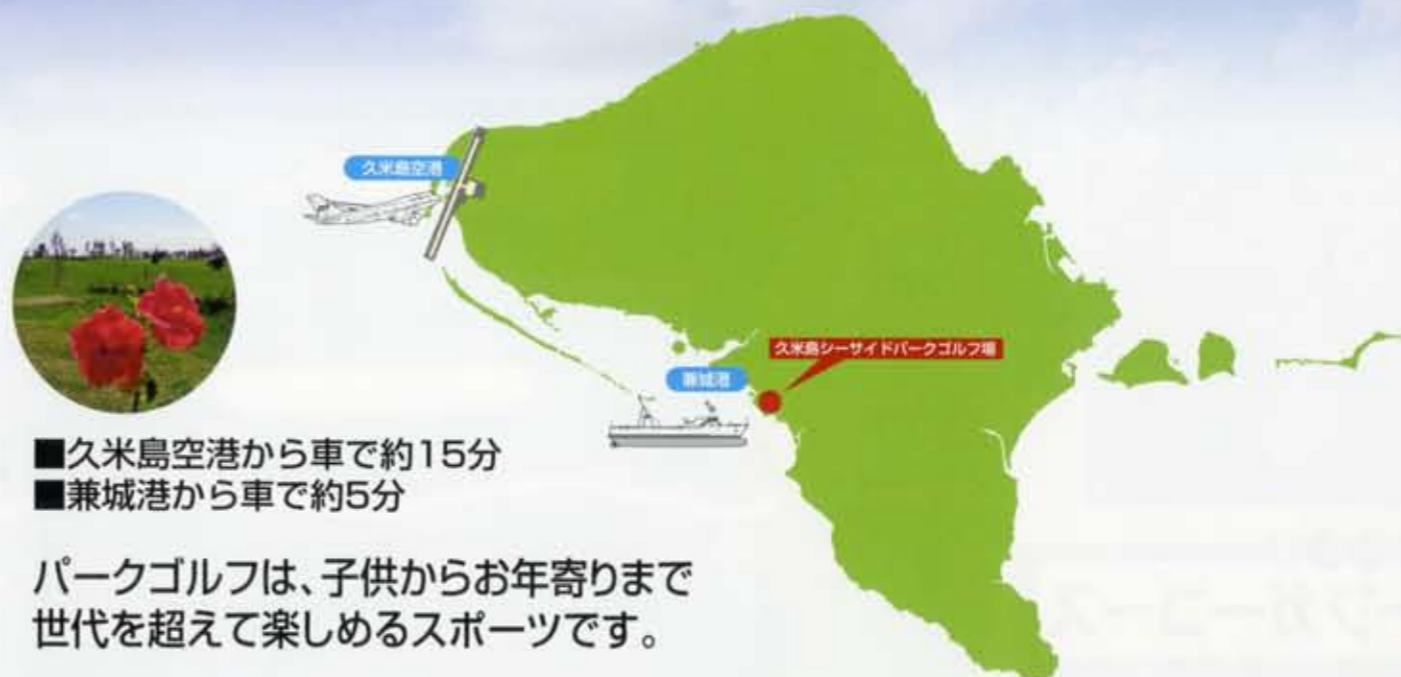 久米島空港
久米島シーサイドパークゴルフ場
兼城港
■久米島空港から車で約15分
■兼城港から車で約5分
パークゴルフは、子供からお年寄りまで
世代を超えて楽しめるスポーツです。